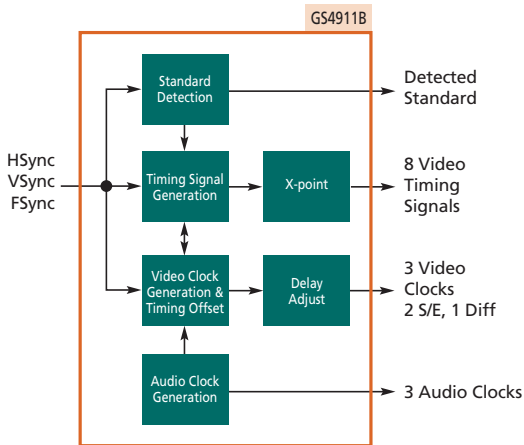 GS4911B
Standard
Detection
Detected
Standard
HSync
VSync
FSync
Timing Signal
Generation
X-point
8 Video
Timing
Signals
Video Clock
Generation &
Timing Offset
Delay
Adjust
3 Video
Clocks
2 S/E, 1 Diff
Audio Clock
Generation
3 Audio Clocks